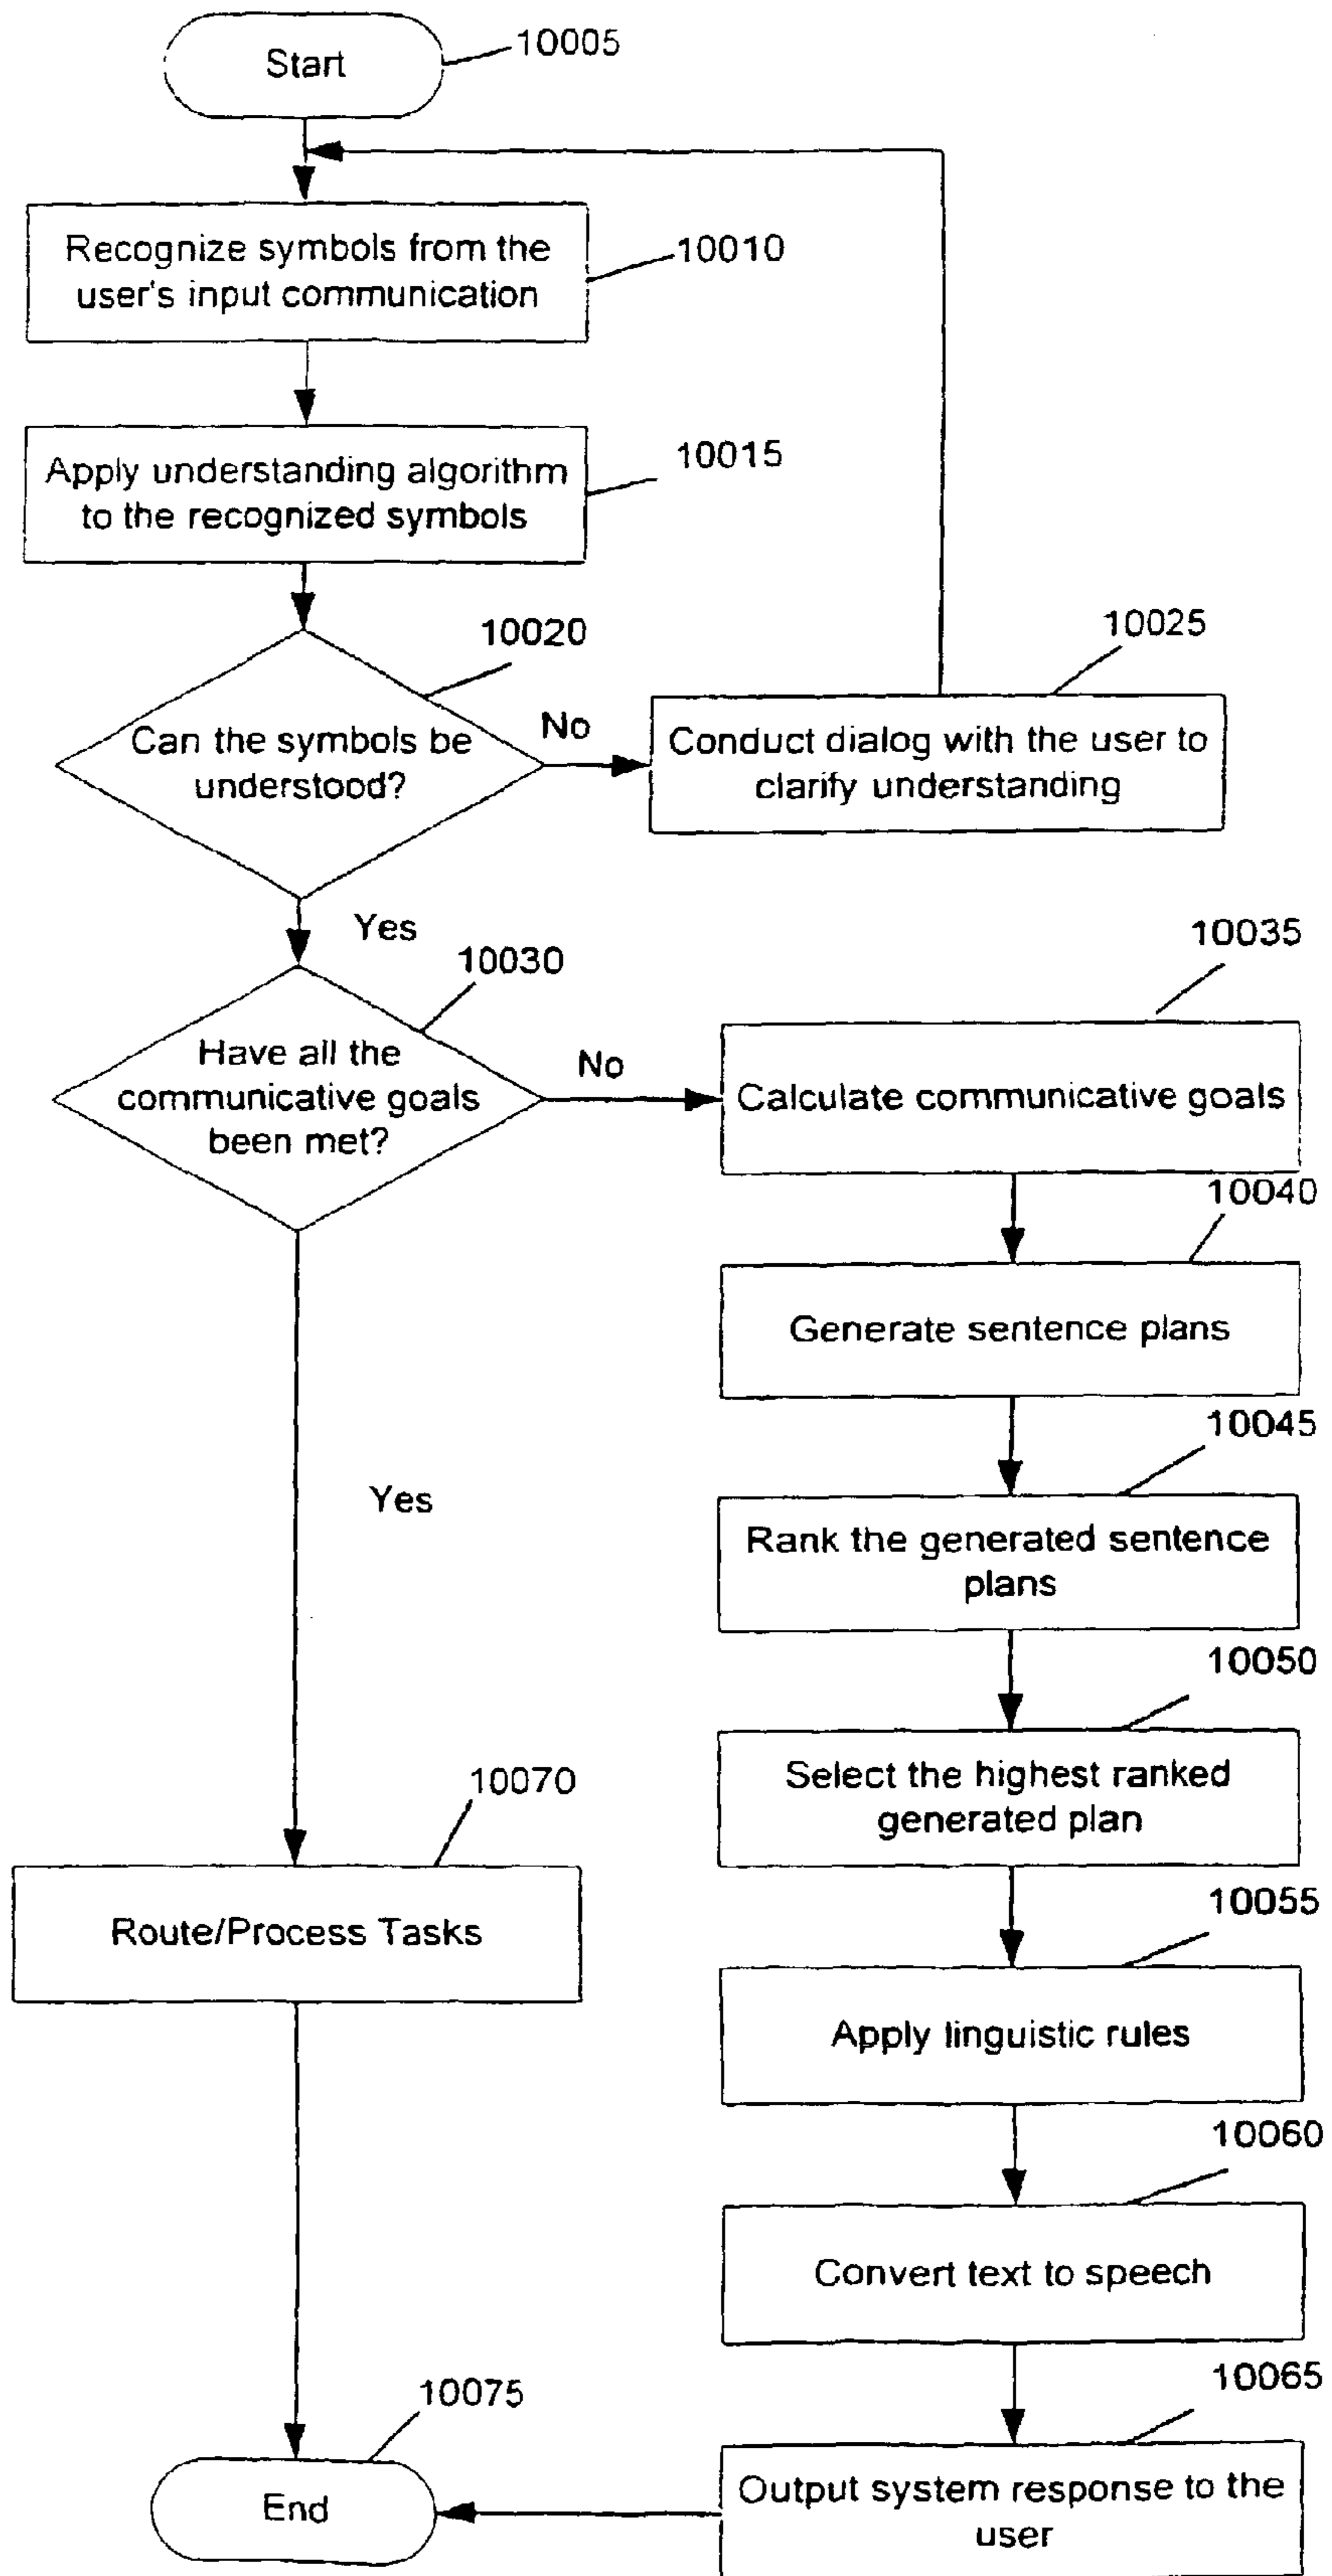 Start
10005
Recognize symbols from the
user's input communication
10010
Apply understanding algorithm
to the recognized symbols
10015
10020
Can the symbols be
understood?
No
10025
Conduct dialog with the user to
clarify understanding
Yes
10030
Have all the
communicative goals
been met?
No
10035
Calculate communicative goals
10040
Generate sentence plans
10045
Rank the generated sentence
plans
10050
Select the highest ranked
generated plan
Yes
10070
Route/Process Tasks
10055
Apply linguistic rules
10060
Convert text to speech
10065
Output system response to the
user
10075
End